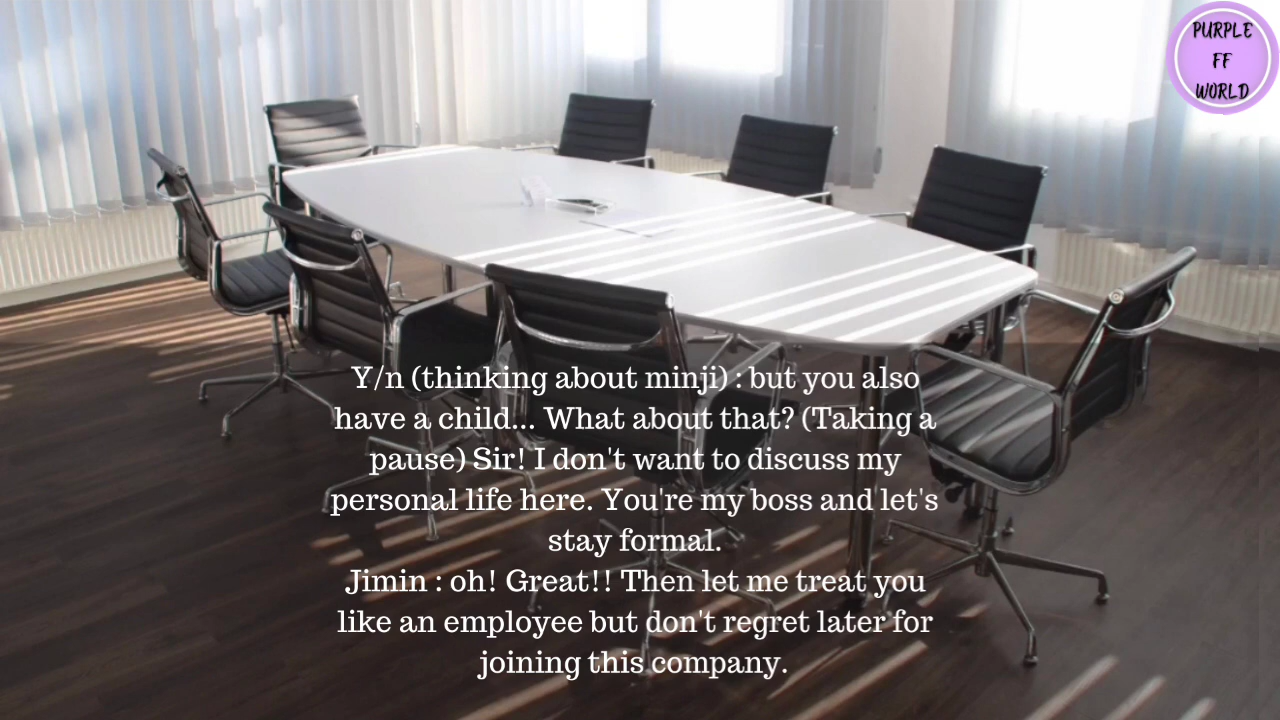 PURPLE
FF
WORLD
Y/n (thinking about minji) : but you also
have a child... What about that? (Taking a
pause) Sir! I don't want to discuss my
personal life here. You're my boss and let's
stay formal.
Jimin : oh! Great!! Then let me treat you
like an employee but don't regret later for
joining this company.